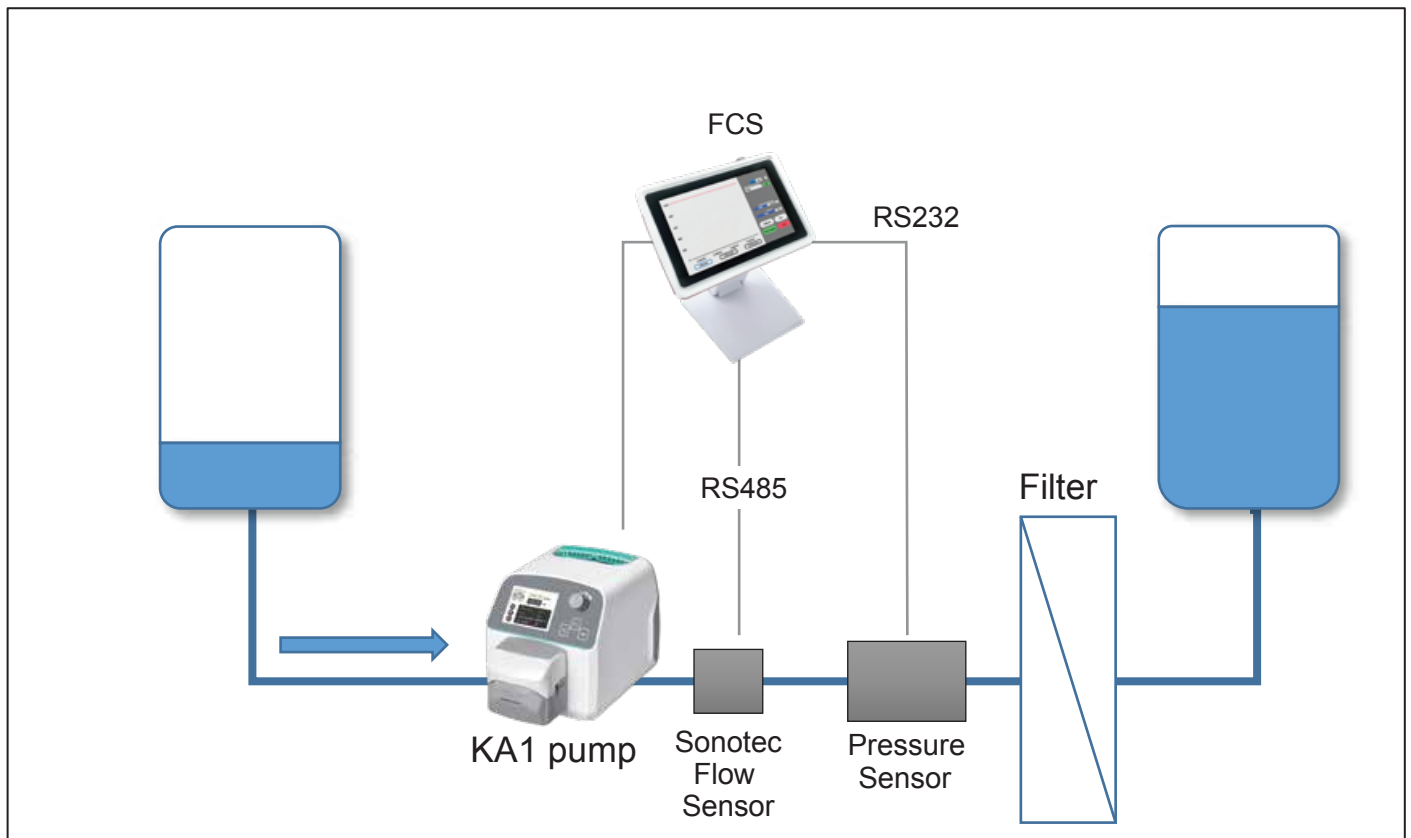 FCS
RS232
RS485
Filter
KA1 pump
Sonotec
Flow
Sensor
Pressure
Sensor